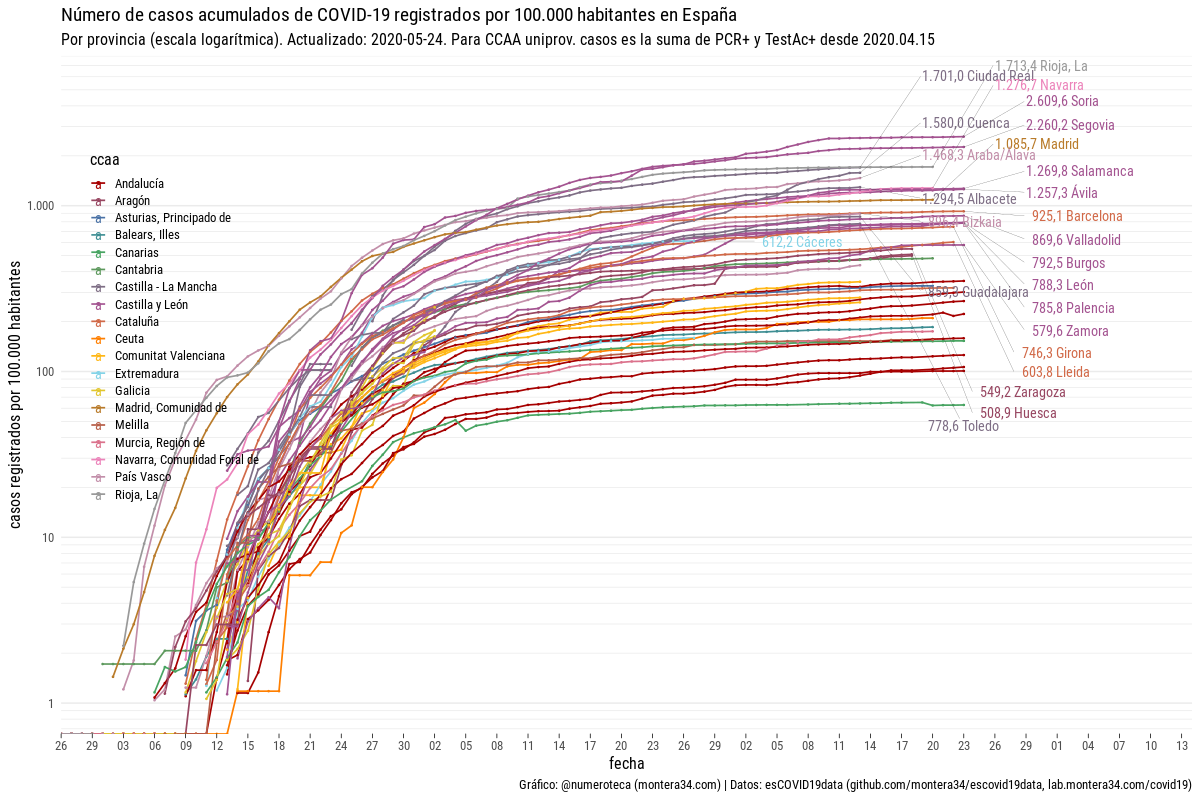 Número de casos acumulados de COVID-19 registrados por 100.000 habitantes en España
Por provincia (escala logarítmica). Actualizado: 2020-05-24. Para CCAA uniprov. casos es la suma de PCR+ y TestAc+ desde 2020.04.15
casos registrados por 100.000 habitantes
1.000
100
10
1
ccaa
Andalucía
Aragón
Asturias, Principado de
Balears, Illes
Canarias
Cantabria
Castilla - La Mancha
Castilla y León
Cataluña
Ceuta
Comunitat Valenciana
Extremadura
Galicia
Madrid, Comunidad de
Melilla
Murcia, Región de
Navarra, Comunidad Foral de
País Vasco
Rioja, La
1.713,4 Rioja, La
1.701,0 Ciudad Real
1.276,7 Navarra
2.609,6 Soria
1.580,0 Cuenca
2.260,2 Segovia
1.085,7 Madrid
1.468,3 Araba/Álava
1.269,8 Salamanca
1.257,3 Ávila
1.294,5 Albacete
925,1 Barcelona
896,4 Bizkaia
869,6 Valladolid
612,2 Cáceres
792,5 Burgos
788,3 León
859,3 Guadalajara
785,8 Palencia
579,6 Zamora
746,3 Girona
603,8 Lleida
549,2 Zaragoza
508,9 Huesca
778,6 Toledo
26 29 03 06 09 12 15 18 21 24 27 30 02 05 08 11 14 17 20 23 26 29 02 05 08 11 14 17 20 23 26 29 01 04 07 10 13
fecha
Gráfico: @numeroteca (montera34.com) | Datos: esCOVID19data (github.com/montera34/escovid19data, lab.montera34.com/covid19)